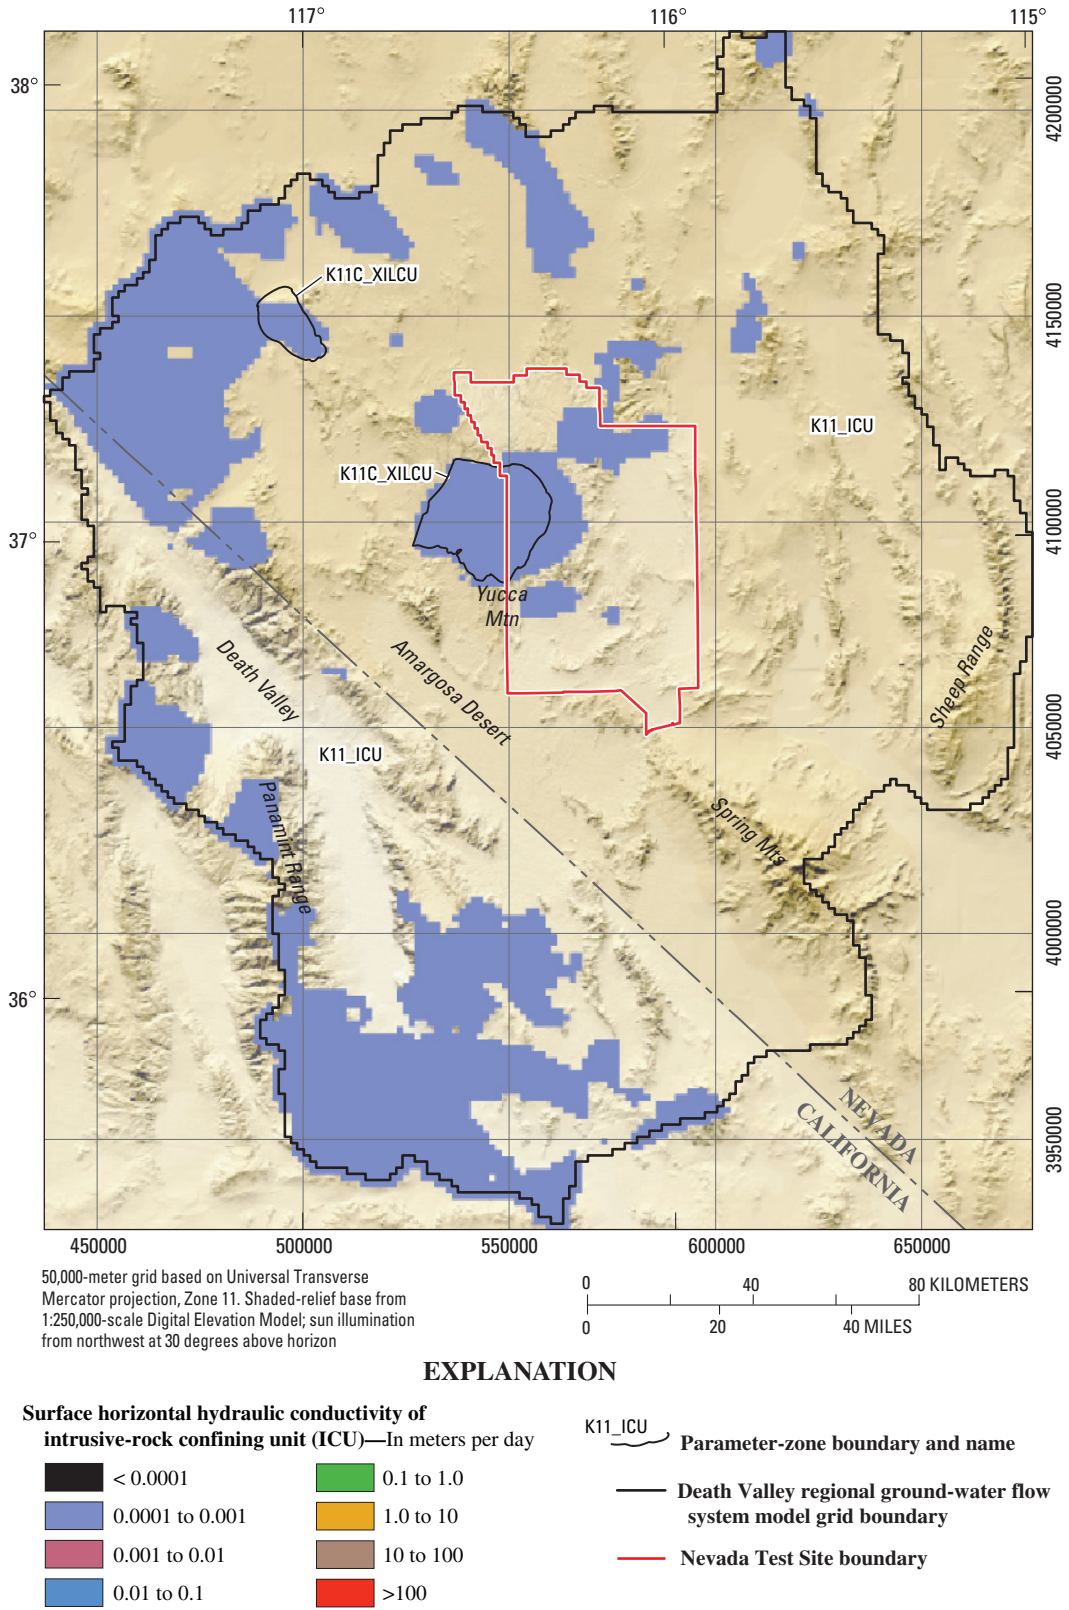 117°
116°
115°
38°
4200000
K11C_XILCU
4150000
K11_ICU
K11C_XILCU
4100000
37°
Yucca
Mtn
Death Valley
Amargosa Desert
Sheep Range
4050000
K11_ICU
Panamint Range
Spring Mts
4000000
36°
NEVADA
CALIFORNIA
3950000
450000
500000
550000
600000
650000
50,000-meter grid based on Universal Transverse
Mercator projection, Zone 11. Shaded-relief base from
1:250,000-scale Digital Elevation Model; sun illumination
from northwest at 30 degrees above horizon
0 40 80 KILOMETERS
0 20 40 MILES
EXPLANATION
Surface horizontal hydraulic conductivity of
intrusive-rock confining unit (ICU)—In meters per day
< 0.0001
0.0001 to 0.001
0.001 to 0.01
0.01 to 0.1
0.1 to 1.0
1.0 to 10
10 to 100
>100
K11_ICU
Parameter-zone boundary and name
Death Valley regional ground-water flow
system model grid boundary
Nevada Test Site boundary